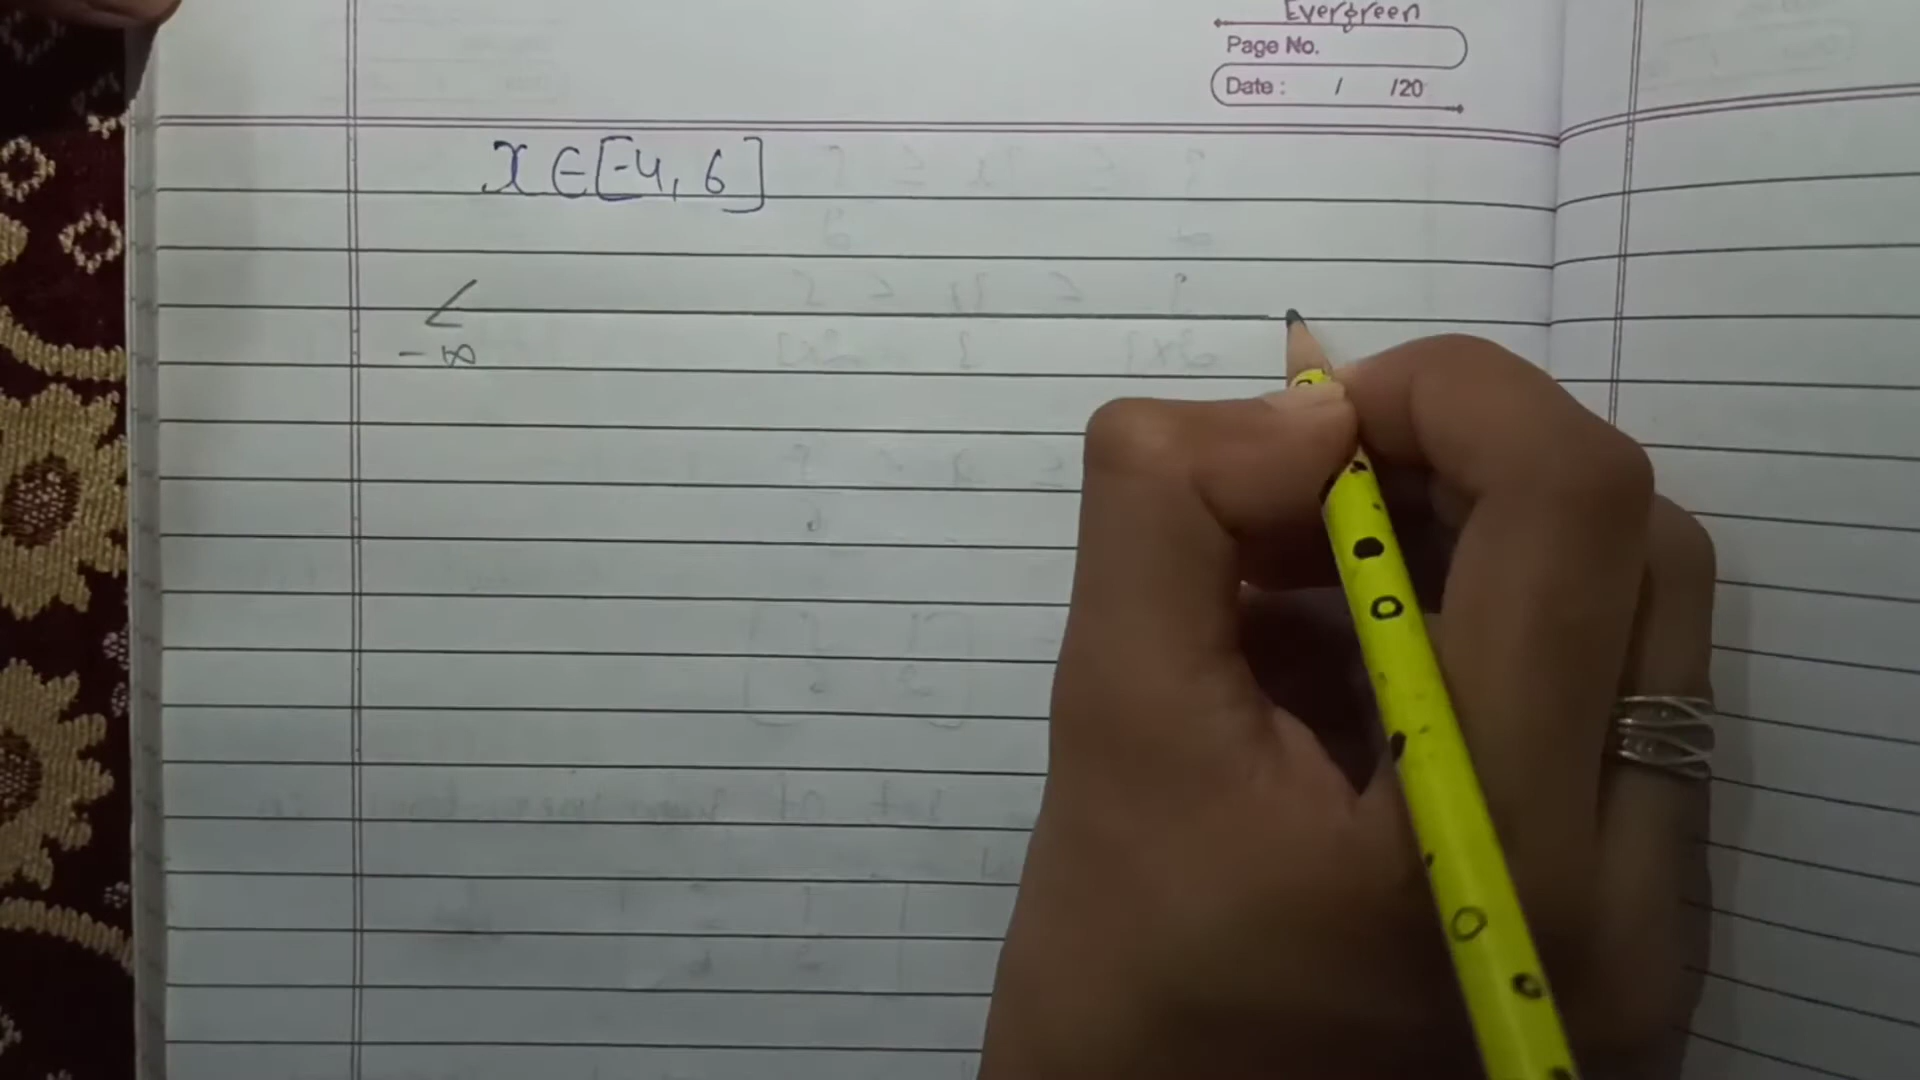 Evergreen
Page No.
Date : / /20
x ∈ [-4, 6]
-∞